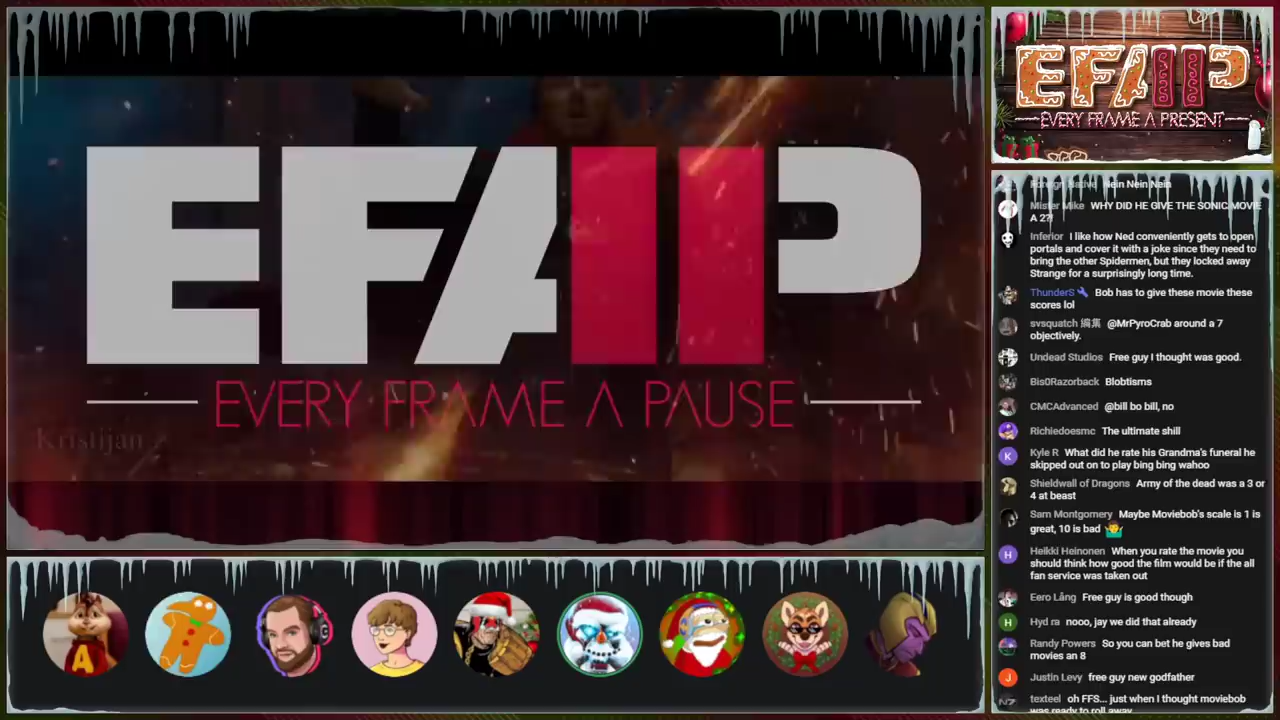 EFAP
EVERY FRAME A PAUSE
Kristijan
A
EFAP
EVERY FRAME A PRESENT
Nein Nein Nein
Mister Mike WHY DID HE GIVE THE SONIC MOVIE
A 2?!
Inferior I like how Ned conveniently gets to open
portals and cover it with a joke since they need to
bring the other Spidermen, but they locked away
Strange for a surprisingly long time.
ThunderS Bob has to give these movie these
scores lol
svsquatch 編集 @MrPyroCrab around a 7
objectively.
Undead Studios Free guy I thought was good.
Bis0Razorback Blobtisms
CMCAdvanced @bill bo bill, no
Richiedoesmc The ultimate shill
K Kyle R What did he rate his Grandma's funeral he
skipped out on to play bing bing wahoo
Shieldwall of Dragons Army of the dead was a 3 or
4 at beast
Sam Montgomery Maybe Moviebob's scale is 1 is
great, 10 is bad
H Heikki Heinonen When you rate the movie you
should think how good the film would be if the all
fan service was taken out
Eero Lång Free guy is good though
H Hyd ra nooo, jay we did that already
Randy Powers So you can bet he gives bad
movies an 8
J Justin Levy free guy new godfather
NZ texteel oh FFS... just when I thought moviebob
was ready to roll away